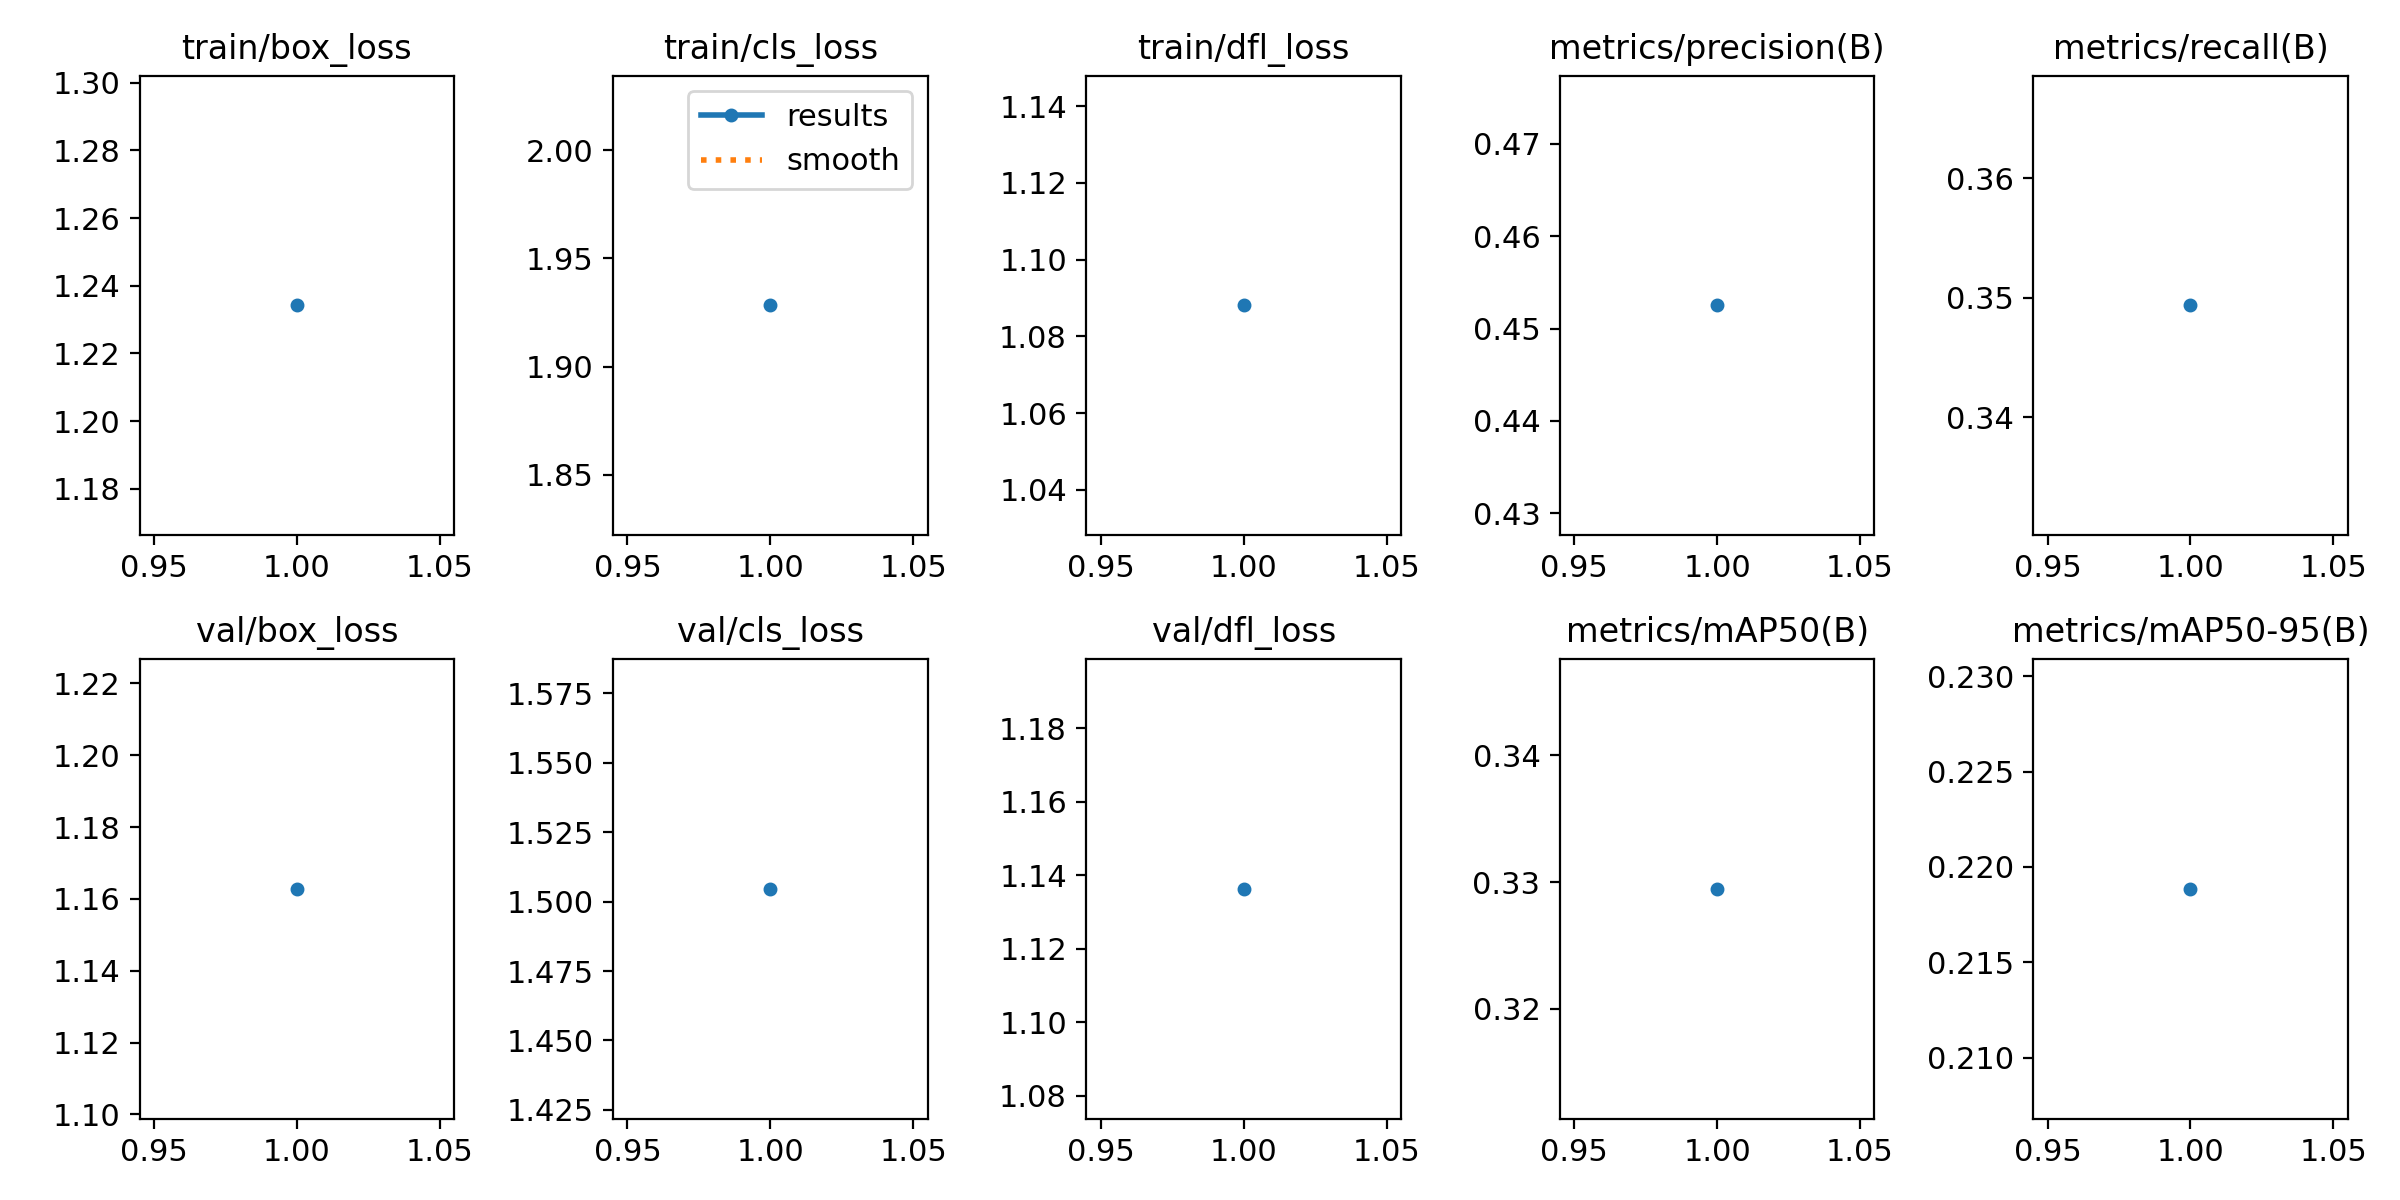 train/box_loss
1.30
1.28
1.26
1.24
1.22
1.20
1.18
0.95 1.00 1.05
train/cls_loss
results
smooth
2.00
1.95
1.90
1.85
0.95 1.00 1.05
train/dfl_loss
1.14
1.12
1.10
1.08
1.06
1.04
0.95 1.00 1.05
metrics/precision(B)
0.47
0.46
0.45
0.44
0.43
0.95 1.00 1.05
metrics/recall(B)
0.36
0.35
0.34
0.95 1.00 1.05
val/box_loss
1.22
1.20
1.18
1.16
1.14
1.12
1.10
0.95 1.00 1.05
val/cls_loss
1.575
1.550
1.525
1.500
1.475
1.450
1.425
0.95 1.00 1.05
val/dfl_loss
1.18
1.16
1.14
1.12
1.10
1.08
0.95 1.00 1.05
metrics/mAP50(B)
0.34
0.33
0.32
0.95 1.00 1.05
metrics/mAP50-95(B)
0.230
0.225
0.220
0.215
0.210
0.95 1.00 1.05